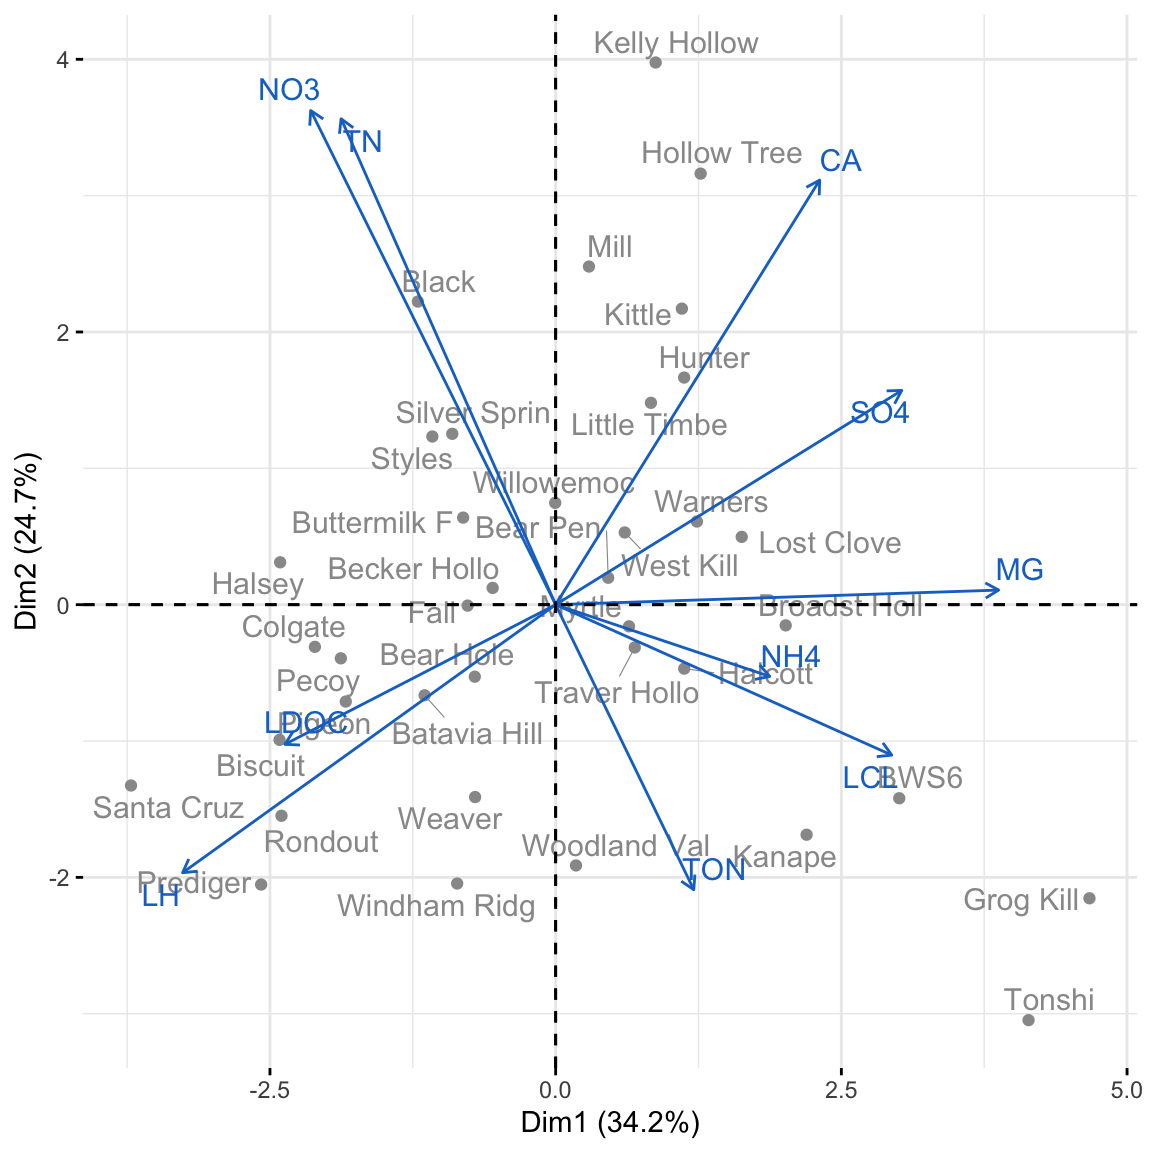 Kelly Hollow
4
NO3
TN
Hollow Tree
CA
Mill
Black
Kittle
2
Hunter
Silver Sprin
Little Timbe
SO4
Styles
Willowemoc
Warners
Buttermilk F
Bear Pen
Lost Clove
West Kill
Becker Hollo
Halsey
MG
0
Fall
Myrtle
Broadst Holl
Colgate
Bear Hole
NH4
Halcott
Pecoy
Traver Hollo
LDOC
Pigeon
Batavia Hill
Biscuit
LCL
BWS6
Santa Cruz
Weaver
Rondout
Woodland Val
Kanape
TON
-2
Prediger
LH
Windham Ridg
Grog Kill
Tonshi
-2.5
0.0
2.5
5.0
Dim1 (34.2%)
Dim2 (24.7%)